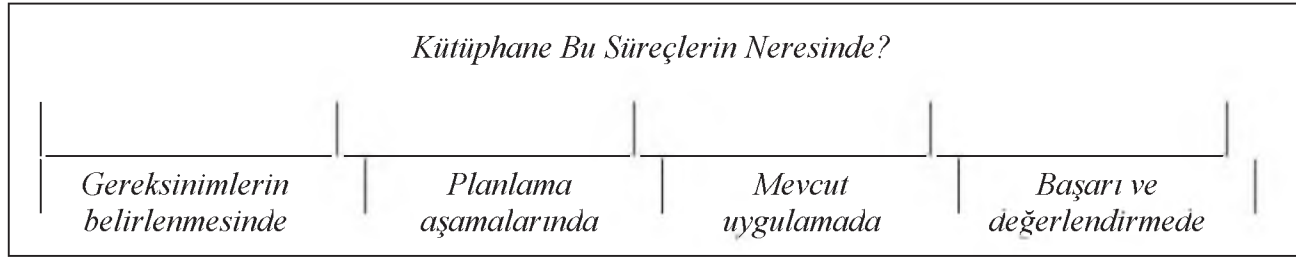 Kütüphane Bu Süreçlerin Neresinde?
Gereksinimlerin
belirlenmesinde
Planlama
aşamalarında
Mevcut
uygulamada
Başarı ve
değerlendirmede